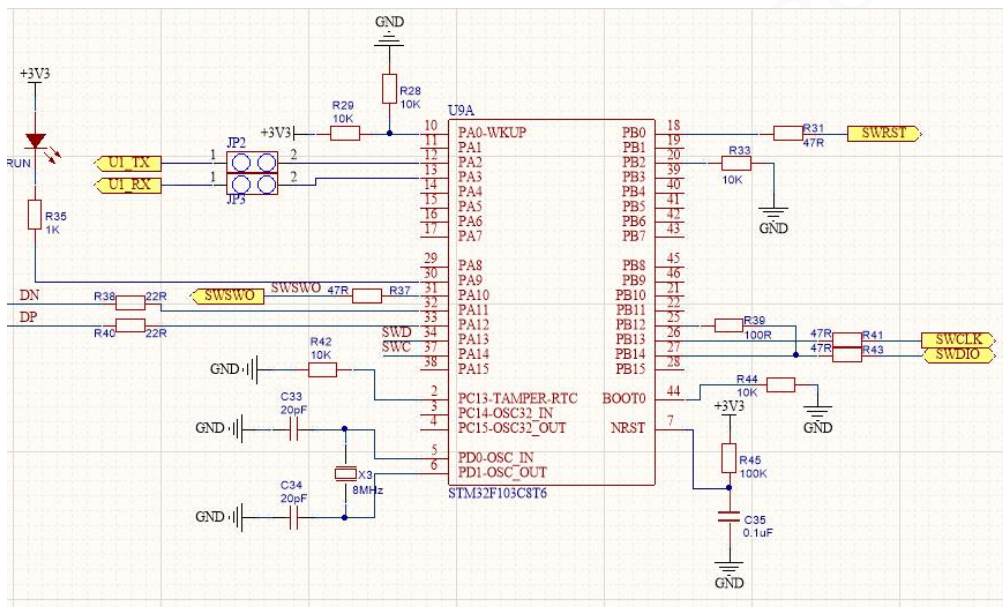 GND
+3V3
R28
10K
R29
10K
+3V3
U9A
RUN
R35
1K
U1_TX
U1_RX
1 JP2 2
1 JP3 2
10 PA0-WKUP
11 PA1
12 PA2
13 PA3
14 PA4
15 PA5
16 PA6
17 PA7
29 PA8
30 PA9
31 PA10
32 PA11
33 PA12
34 PA13
37 PA14
38 PA15
2 PC13-TAMPER-RTC
3 PC14-OSC32_IN
4 PC15-OSC32_OUT
5 PD0-OSC_IN
6 PD1-OSC_OUT
STM32F103C8T6
PB0 18
PB1 19
PB2 20
PB3 39
PB4 40
PB5 41
PB6 42
PB7 43
PB8 45
PB9 46
PB10 21
PB11 22
PB12 25
PB13 26
PB14 27
PB15 28
BOOT0 44
NRST 7
R31
47R
SWRST
R33
10K
GND
SWSWO SWSWO 47R R37
DN R38 22R
DP R40 22R
SWD
SWC
R42
10K
GND
C33
20pF
GND
X3
8MHz
C34
20pF
GND
R39
100R
47R R41 SWCLK
47R R43 SWDIO
R44
10K
GND
+3V3
R45
100K
C35
0.1uF
GND